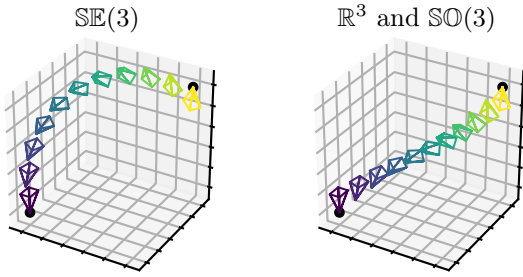 𝕊𝔼(3)
ℝ³ and 𝕊𝕆(3)